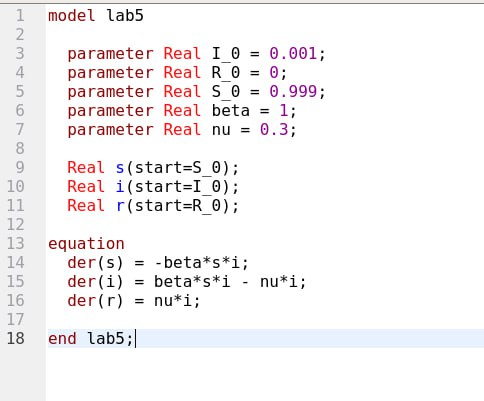 1 model lab5
2
3   parameter Real I_0 = 0.001;
4   parameter Real R_0 = 0;
5   parameter Real S_0 = 0.999;
6   parameter Real beta = 1;
7   parameter Real nu = 0.3;
8
9   Real s(start=S_0);
10   Real i(start=I_0);
11   Real r(start=R_0);
12
13 equation
14   der(s) = -beta*s*i;
15   der(i) = beta*s*i - nu*i;
16   der(r) = nu*i;
17
18 end lab5;